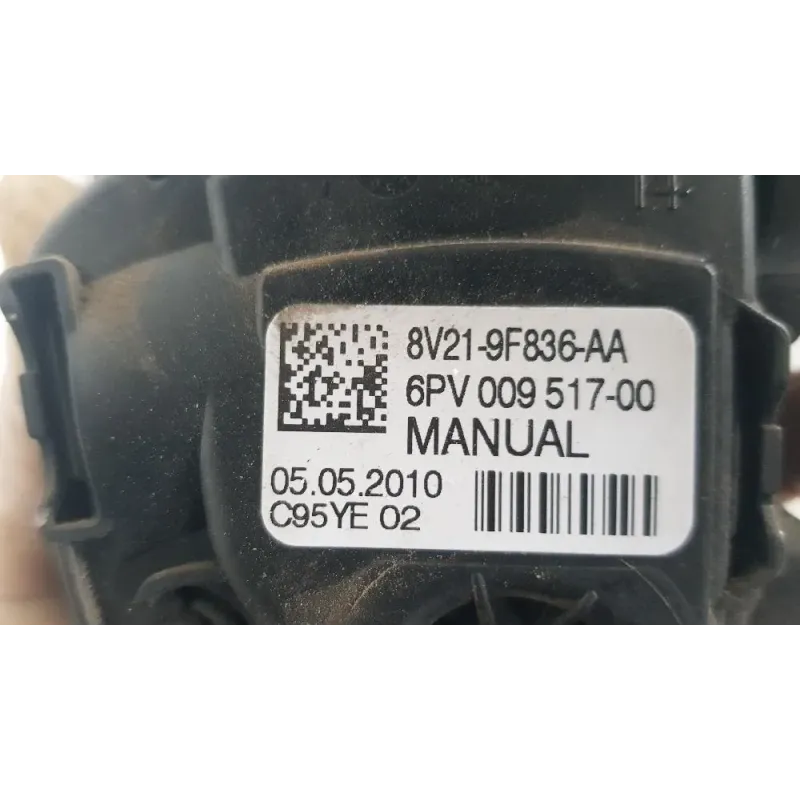 8V21-9F836-AA
6PV 009 517-00
MANUAL
05.05.2010
C95YE 02